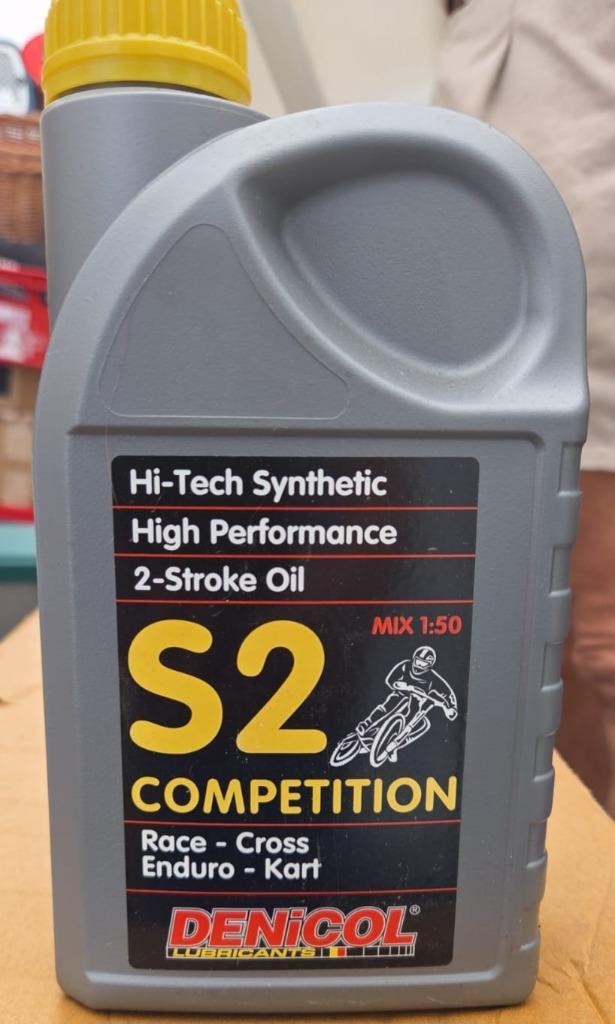 Hi-Tech Synthetic
High Performance
2-Stroke Oil
MIX 1:50
S2
COMPETITION
Race - Cross
Enduro - Kart
DENiCOL®
LUBRICANTS